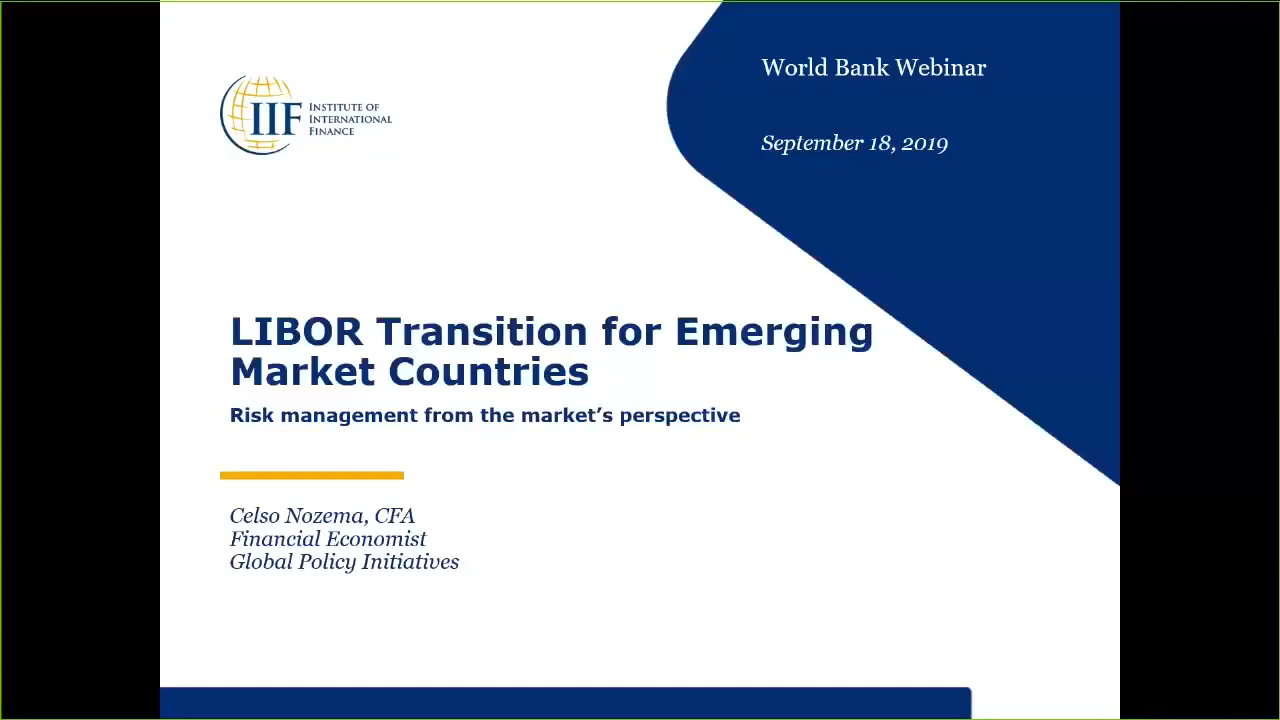 IIF
INSTITUTE OF
INTERNATIONAL
FINANCE
World Bank Webinar
September 18, 2019
LIBOR Transition for Emerging
Market Countries
Risk management from the market’s perspective
Celso Nozema, CFA
Financial Economist
Global Policy Initiatives